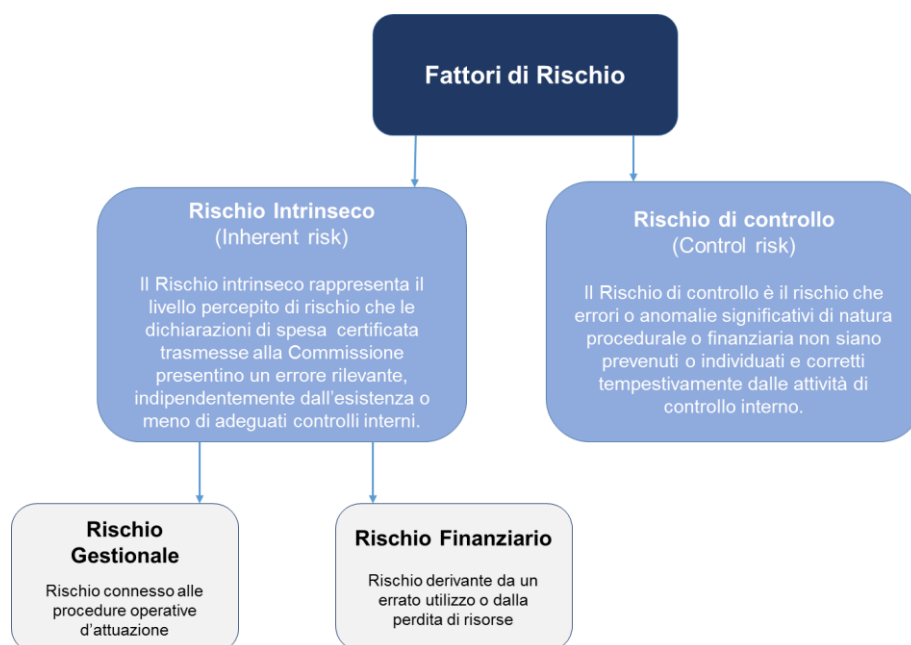 Fattori di Rischio
Rischio Intrinseco
(Inherent risk)
Il Rischio intrinseco rappresenta il
livello percepito di rischio che le
dichiarazioni di spesa certificata
trasmesse alla Commissione
presentino un errore rilevante,
indipendentemente dall'esistenza o
meno di adeguati controlli interni.
Rischio di controllo
(Control risk)
Il Rischio di controllo è il rischio che
errori o anomalie significativi di natura
procedurale o finanziaria non siano
prevenuti o individuati e corretti
tempestivamente dalle attività di
controllo interno.
Rischio
Gestionale
Rischio connesso alle
procedure operative
d'attuazione
Rischio Finanziario
Rischio derivante da un
errato utilizzo o dalla
perdita di risorse